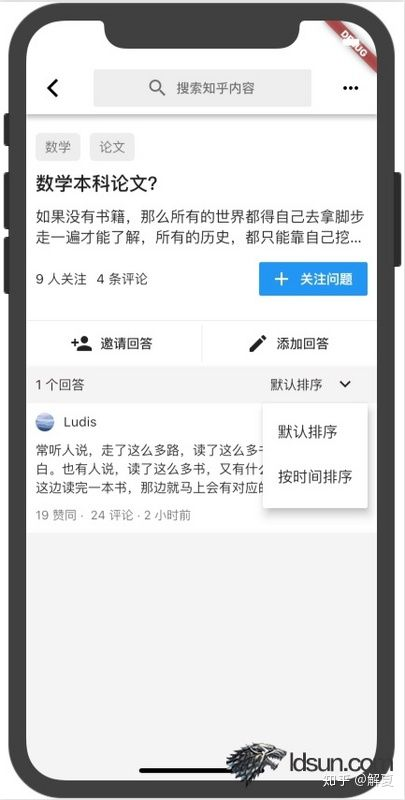 DEBUG
搜索知乎内容
数学 论文
数学本科论文?
如果没有书籍，那么所有的世界都得自己去拿脚步
走一遍才能了解，所有的历史，都只能靠自己挖...
9 人关注 4 条评论
关注问题
邀请回答 添加回答
1 个回答 默认排序
Ludis
默认排序
常听人说，走了这么多路，读了这么多
白。也有人说，读了这么多书，又有什
按时间排序
这边读完一本书，那边就马上会有对应的
19 赞同 · 24 评论 · 2 小时前
ldsun.com
知乎 @解夏